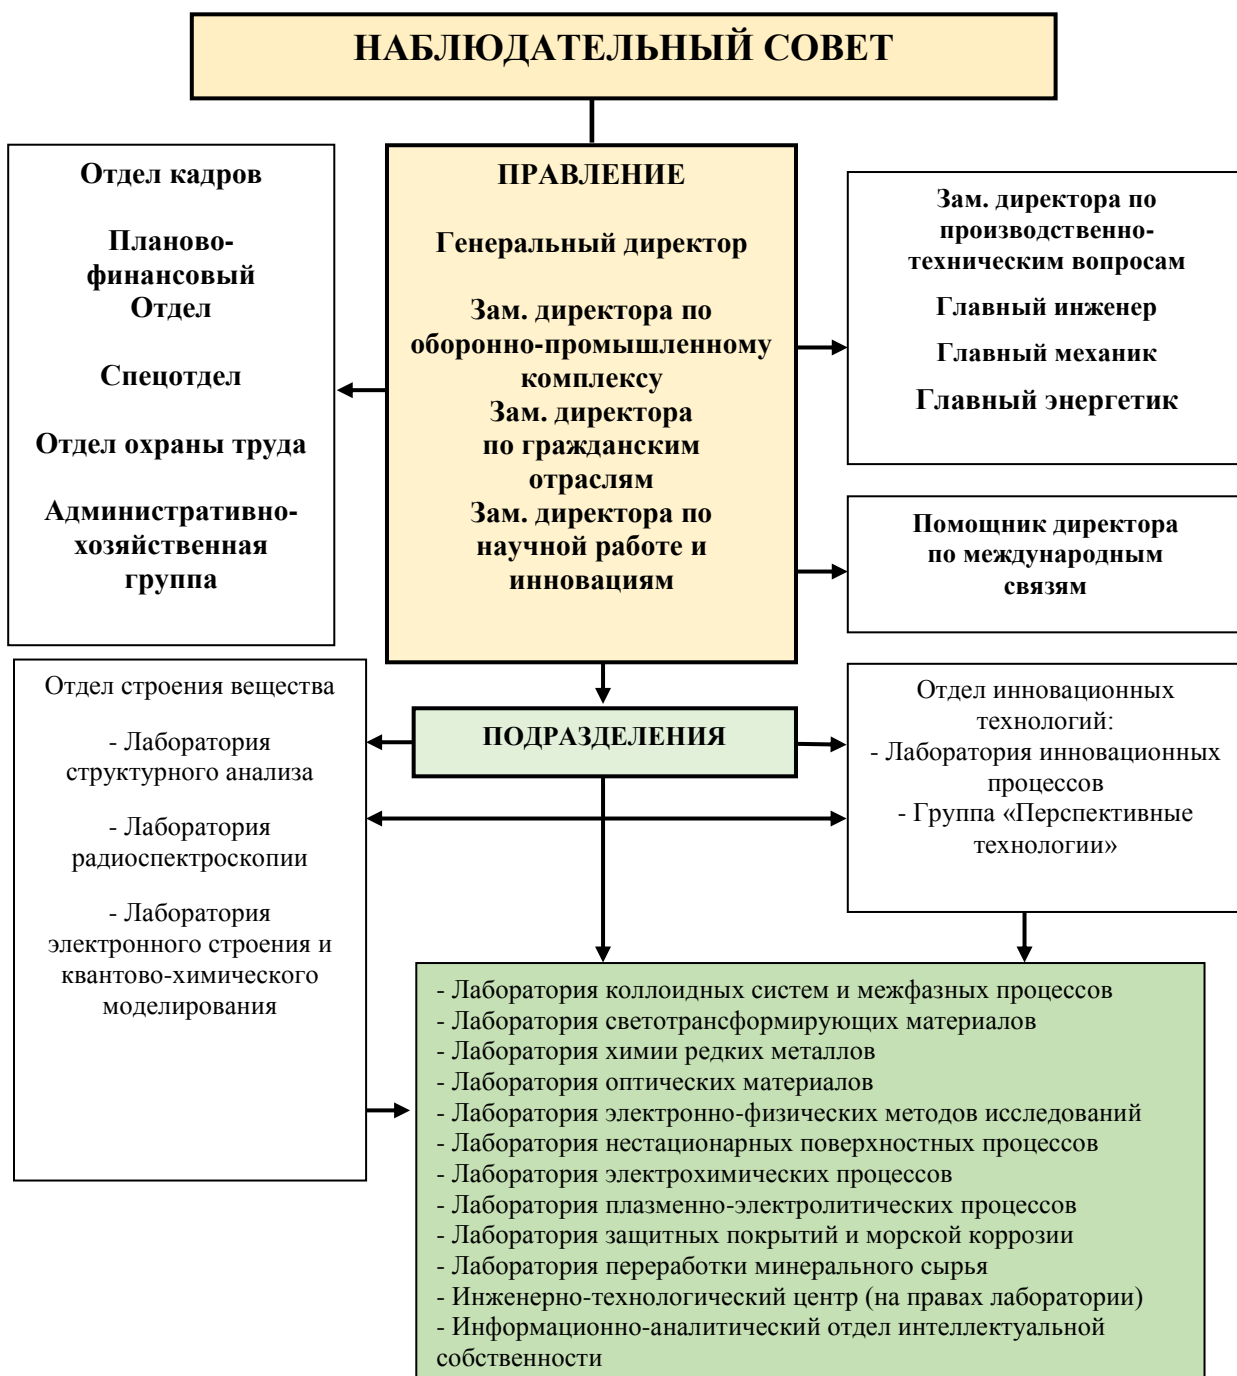 НАБЛЮДАТЕЛЬНЫЙ СОВЕТ
Отдел кадров
Планово-
финансовый
Отдел
Спецотдел
Отдел охраны труда
Административно-
хозяйственная
группа
ПРАВЛЕНИЕ
Генеральный директор
Зам. директора по
оборонно-промышленному
комплексу
Зам. директора
по гражданским
отраслям
Зам. директора по
научной работе и
инновациям
Зам. директора по
производственно-
техническим вопросам
Главный инженер
Главный механик
Главный энергетик
Помощник директора
по международным
связям
Отдел строения вещества
- Лаборатория
структурного анализа
- Лаборатория
радиоспектроскопии
- Лаборатория
электронного строения и
квантово-химического
моделирования
ПОДРАЗДЕЛЕНИЯ
Отдел инновационных
технологий:
- Лаборатория инновационных
процессов
- Группа «Перспективные
технологии»
- Лаборатория коллоидных систем и межфазных процессов
- Лаборатория светотрансформирующих материалов
- Лаборатория химии редких металлов
- Лаборатория оптических материалов
- Лаборатория электронно-физических методов исследований
- Лаборатория нестационарных поверхностных процессов
- Лаборатория электрохимических процессов
- Лаборатория плазменно-электролитических процессов
- Лаборатория защитных покрытий и морской коррозии
- Лаборатория переработки минерального сырья
- Инженерно-технологический центр (на правах лаборатории)
- Информационно-аналитический отдел интеллектуальной
собственности